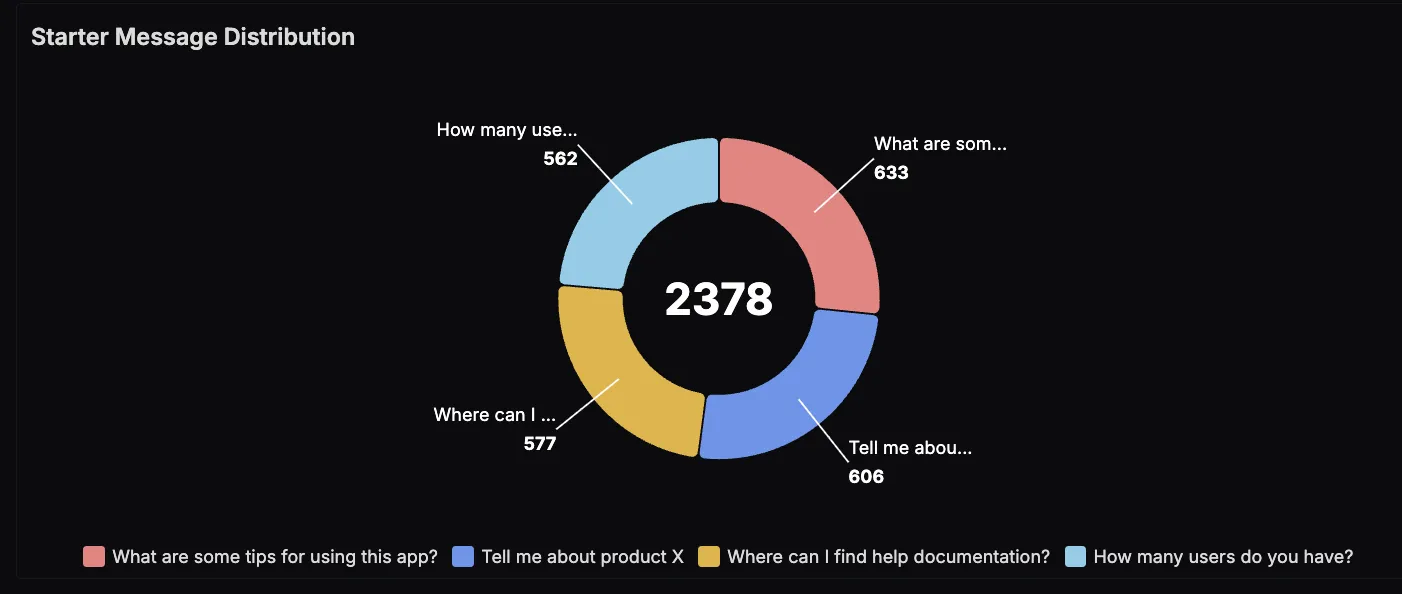 Starter Message Distribution
How many use...
562
What are som...
633
2378
Where can I ...
577
Tell me abou...
606
What are some tips for using this app?
Tell me about product X
Where can I find help documentation?
How many users do you have?